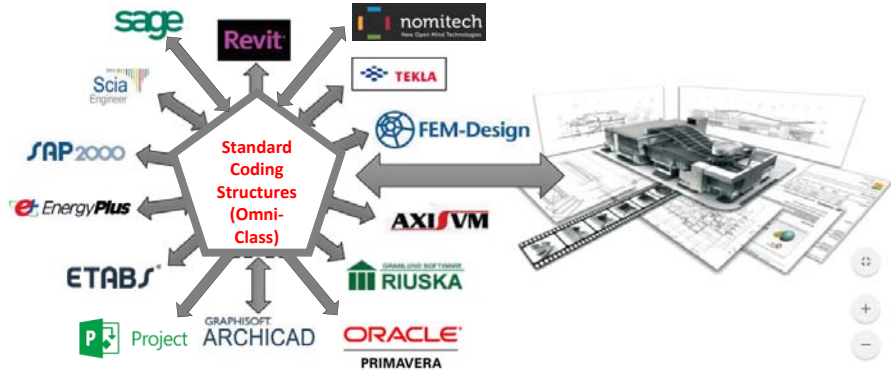 sage
Revit
nomitech
New Open Mind Technologies
Scia
Engineer
TEKLA
SAP2000
FEM-Design
Standard
Coding
Structures
(Omni-
Class)
EnergyPlus
AXISVM
ETABS
GRANLUND SOFTWARE
RIUSKA
P
Project
GRAPHISOFT
ARCHICAD
ORACLE
PRIMAVERA